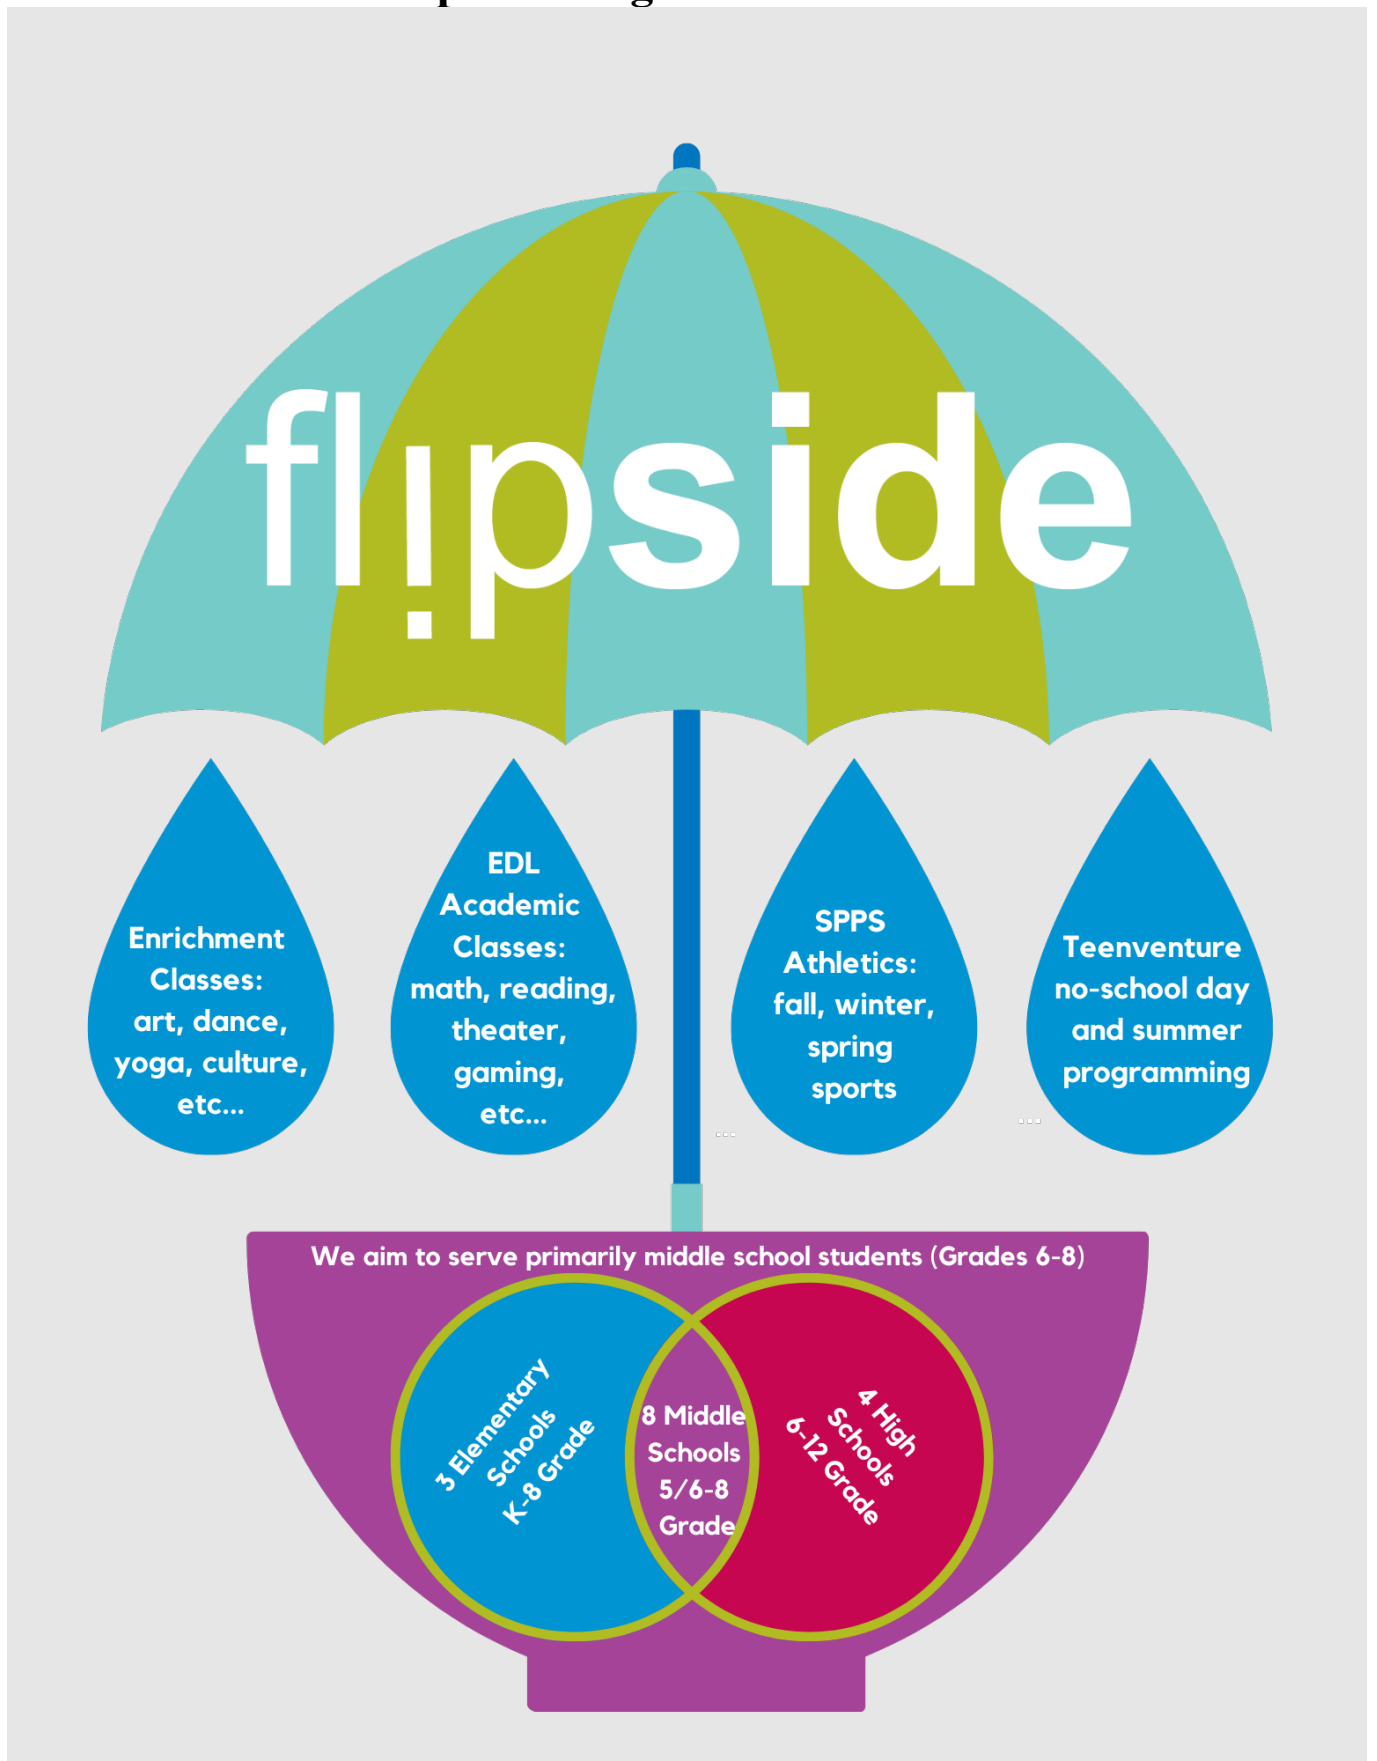 flipside
Enrichment
Classes:
art, dance,
yoga, culture,
etc...
EDL
Academic
Classes:
math, reading,
theater,
gaming,
etc...
SPPS
Athletics:
fall, winter,
spring
sports
...
Teenventure
no-school day
and summer
programming
...
We aim to serve primarily middle school students (Grades 6-8)
3 Elementary
Schools
K-8 Grade
8 Middle
Schools
5/6-8
Grade
4 High
Schools
6-12 Grade